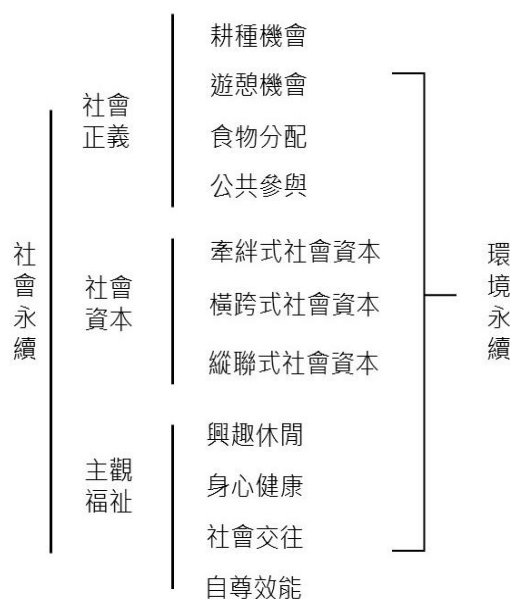 社會永續
社會
正義
耕種機會
遊憩機會
食物分配
公共參與
社會
資本
牽絆式社會資本
橫跨式社會資本
縱聯式社會資本
主觀
福祉
興趣休閒
身心健康
社會交往
自尊效能
環境永續